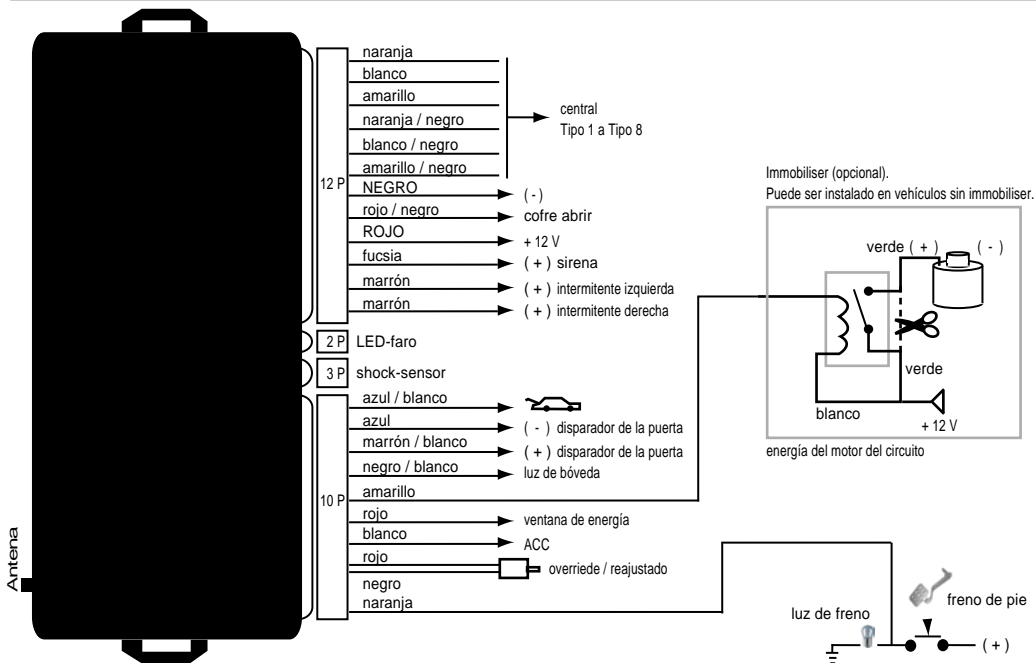 naranja
blanco
amarillo
naranja / negro
blanco / negro
amarillo / negro
central
Tipo 1 a Tipo 8
12 P
NEGRO
( - )
rojo / negro
cofre abrir
ROJO
+ 12 V
fucsia
( + ) sirena
marrón
( + ) intermitente izquierda
marrón
( + ) intermitente derecha
2 P
LED-faro
3 P
shock-sensor
10 P
azul / blanco
azul
( - ) disparador de la puerta
marrón / blanco
( + ) disparador de la puerta
negro / blanco
luz de bóveda
amarillo
rojo
ventana de energía
blanco
ACC
rojo
overriede / reajustado
negro
naranja
Antena
Immobiliser (opcional).
Puede ser instalado en vehículos sin immobiliser.
verde ( + )
( - )
verde
blanco
+ 12 V
energía del motor del circuito
luz de freno
freno de pie
( + )